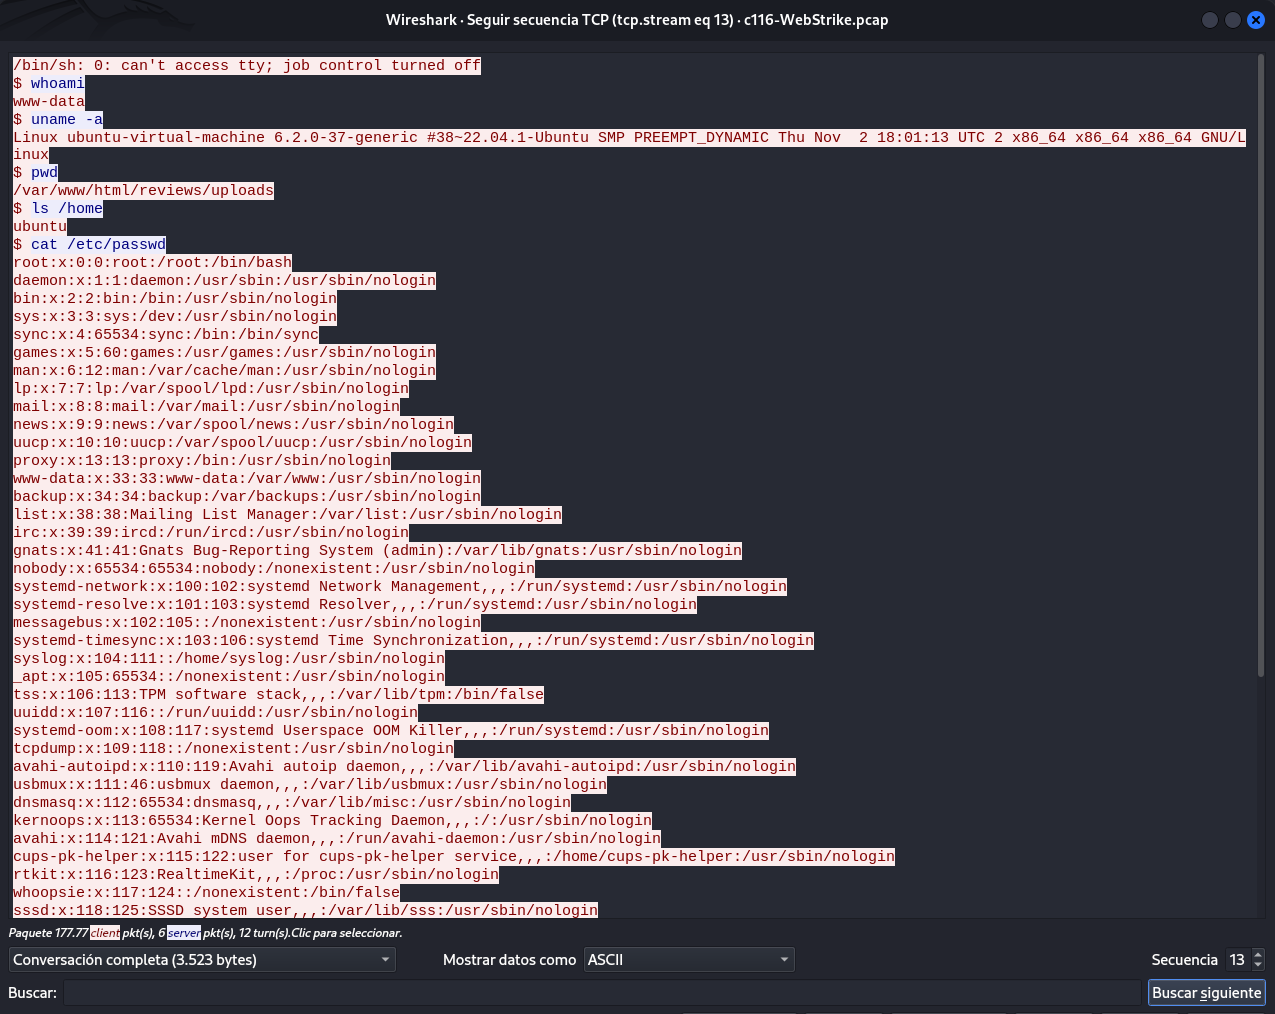 Wireshark · Seguir secuencia TCP (tcp.stream eq 13) · c116-WebStrike.pcap
/bin/sh: 0: can't access tty; job control turned off
$ whoami
www-data
$ uname -a
Linux ubuntu-virtual-machine 6.2.0-37-generic #38~22.04.1-Ubuntu SMP PREEMPT_DYNAMIC Thu Nov  2 18:01:13 UTC 2 x86_64 x86_64 x86_64 GNU/L
inux
$ pwd
/var/www/html/reviews/uploads
$ ls /home
ubuntu
$ cat /etc/passwd
root:x:0:0:root:/root:/bin/bash
daemon:x:1:1:daemon:/usr/sbin:/usr/sbin/nologin
bin:x:2:2:bin:/bin:/usr/sbin/nologin
sys:x:3:3:sys:/dev:/usr/sbin/nologin
sync:x:4:65534:sync:/bin:/bin/sync
games:x:5:60:games:/usr/games:/usr/sbin/nologin
man:x:6:12:man:/var/cache/man:/usr/sbin/nologin
lp:x:7:7:lp:/var/spool/lpd:/usr/sbin/nologin
mail:x:8:8:mail:/var/mail:/usr/sbin/nologin
news:x:9:9:news:/var/spool/news:/usr/sbin/nologin
uucp:x:10:10:uucp:/var/spool/uucp:/usr/sbin/nologin
proxy:x:13:13:proxy:/bin:/usr/sbin/nologin
www-data:x:33:33:www-data:/var/www:/usr/sbin/nologin
backup:x:34:34:backup:/var/backups:/usr/sbin/nologin
list:x:38:38:Mailing List Manager:/var/list:/usr/sbin/nologin
irc:x:39:39:ircd:/run/ircd:/usr/sbin/nologin
gnats:x:41:41:Gnats Bug-Reporting System (admin):/var/lib/gnats:/usr/sbin/nologin
nobody:x:65534:65534:nobody:/nonexistent:/usr/sbin/nologin
systemd-network:x:100:102:systemd Network Management,,,:/run/systemd:/usr/sbin/nologin
systemd-resolve:x:101:103:systemd Resolver,,,:/run/systemd:/usr/sbin/nologin
messagebus:x:102:105::/nonexistent:/usr/sbin/nologin
systemd-timesync:x:103:106:systemd Time Synchronization,,,:/run/systemd:/usr/sbin/nologin
syslog:x:104:111::/home/syslog:/usr/sbin/nologin
_apt:x:105:65534::/nonexistent:/usr/sbin/nologin
tss:x:106:113:TPM software stack,,,:/var/lib/tpm:/bin/false
uuidd:x:107:116::/run/uuidd:/usr/sbin/nologin
systemd-oom:x:108:117:systemd Userspace OOM Killer,,,:/run/systemd:/usr/sbin/nologin
tcpdump:x:109:118::/nonexistent:/usr/sbin/nologin
avahi-autoipd:x:110:119:Avahi autoip daemon,,,:/var/lib/avahi-autoipd:/usr/sbin/nologin
usbmux:x:111:46:usbmux daemon,,,:/var/lib/usbmux:/usr/sbin/nologin
dnsmasq:x:112:65534:dnsmasq,,,:/var/lib/misc:/usr/sbin/nologin
kernoops:x:113:65534:Kernel Oops Tracking Daemon,,,:/:/usr/sbin/nologin
avahi:x:114:121:Avahi mDNS daemon,,,:/run/avahi-daemon:/usr/sbin/nologin
cups-pk-helper:x:115:122:user for cups-pk-helper service,,,:/home/cups-pk-helper:/usr/sbin/nologin
rtkit:x:116:123:RealtimeKit,,,:/proc:/usr/sbin/nologin
whoopsie:x:117:124::/nonexistent:/bin/false
sssd:x:118:125:SSSD system user,,,:/var/lib/sss:/usr/sbin/nologin
Paquete 177.77 client pkt(s), 6 server pkt(s), 12 turn(s).Clic para seleccionar.
Conversación completa (3.523 bytes) Mostrar datos como ASCII Secuencia 13
Buscar: Buscar siguiente